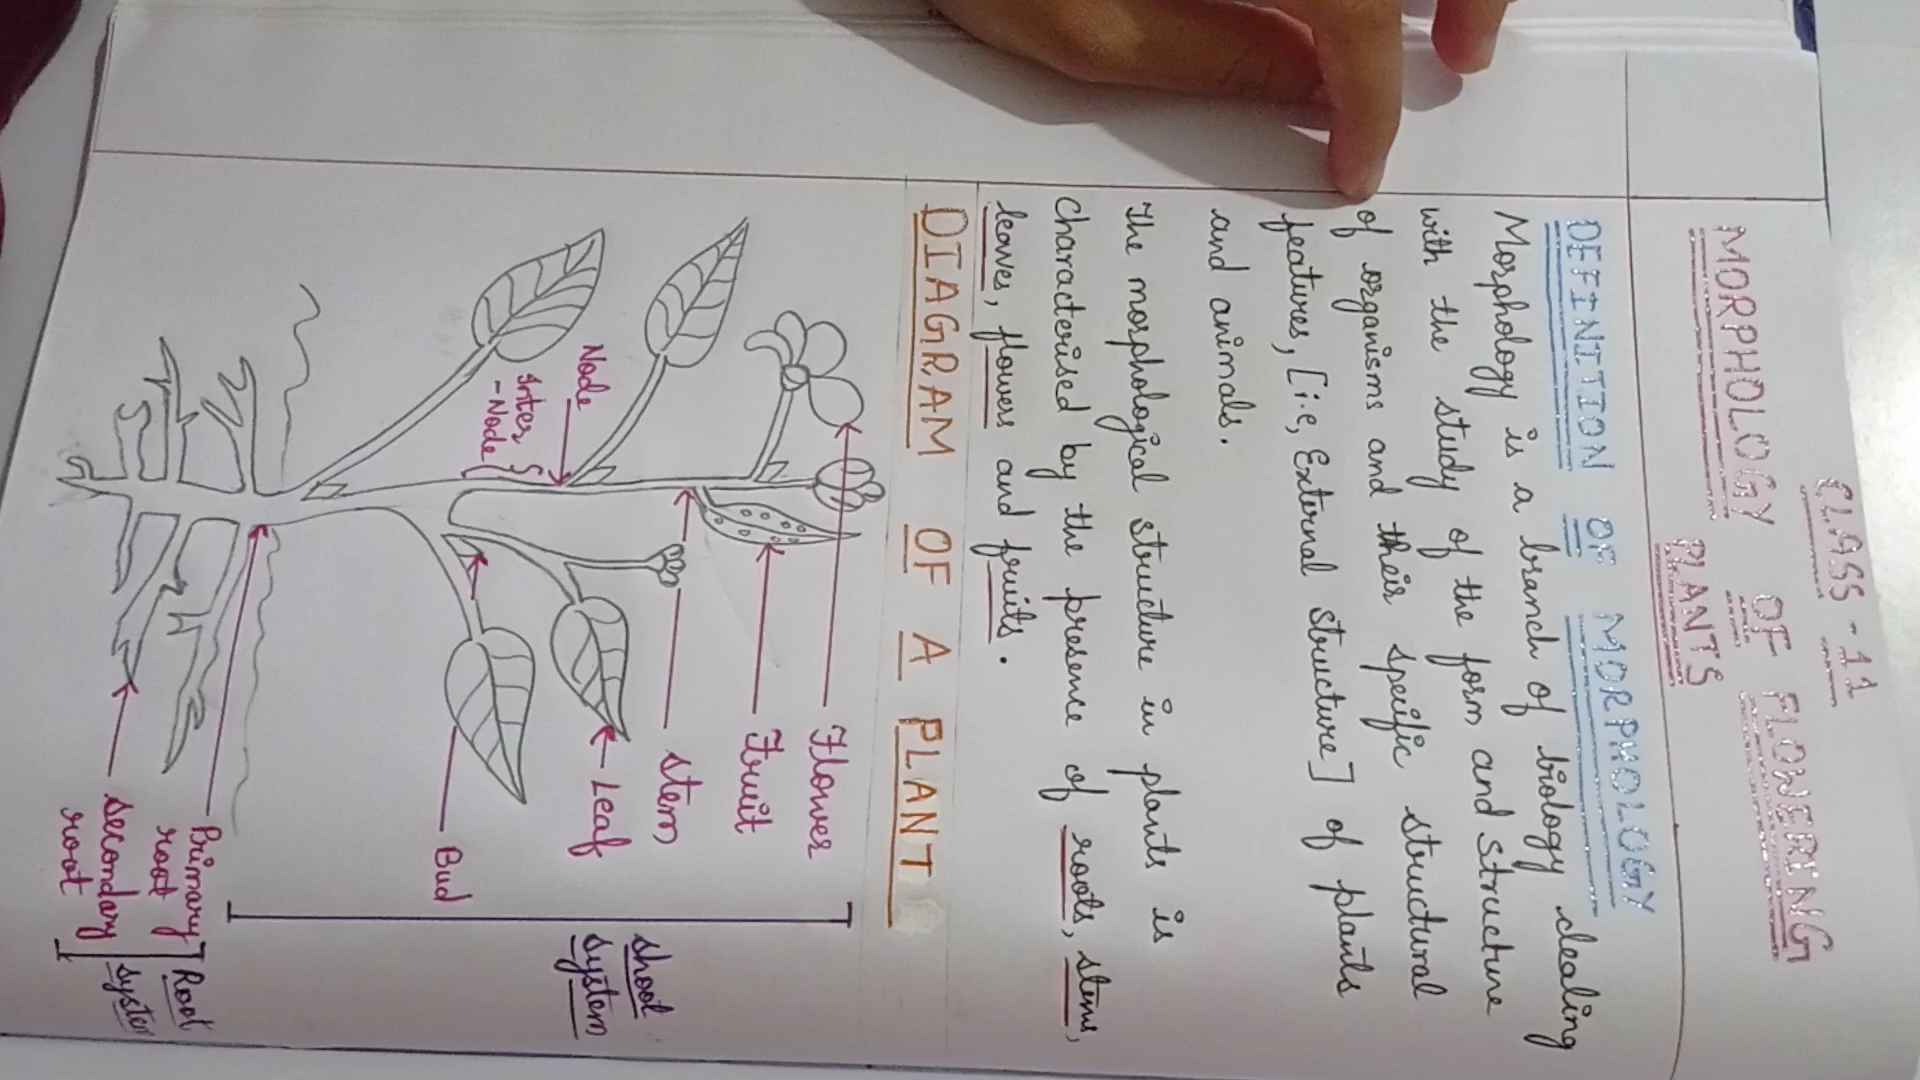 CLASS - 11
MORPHOLOGY OF FLOWERING
PLANTS
DEFINITION OF MORPHOLOGY
Morphology is a branch of biology dealing
with the study of the form and structure
of organisms and their specific structural
features, [i.e, External structure] of plants
and animals.
The morphological structure in plants is
characterised by the presence of roots, stems,
leaves, flowers and fruits.
DIAGRAM OF A PLANT
Flower
Fruit
stem
Leaf
Node
Inter
-Node
Bud
shoot
system
Primary
root
secondary
root
Root
system